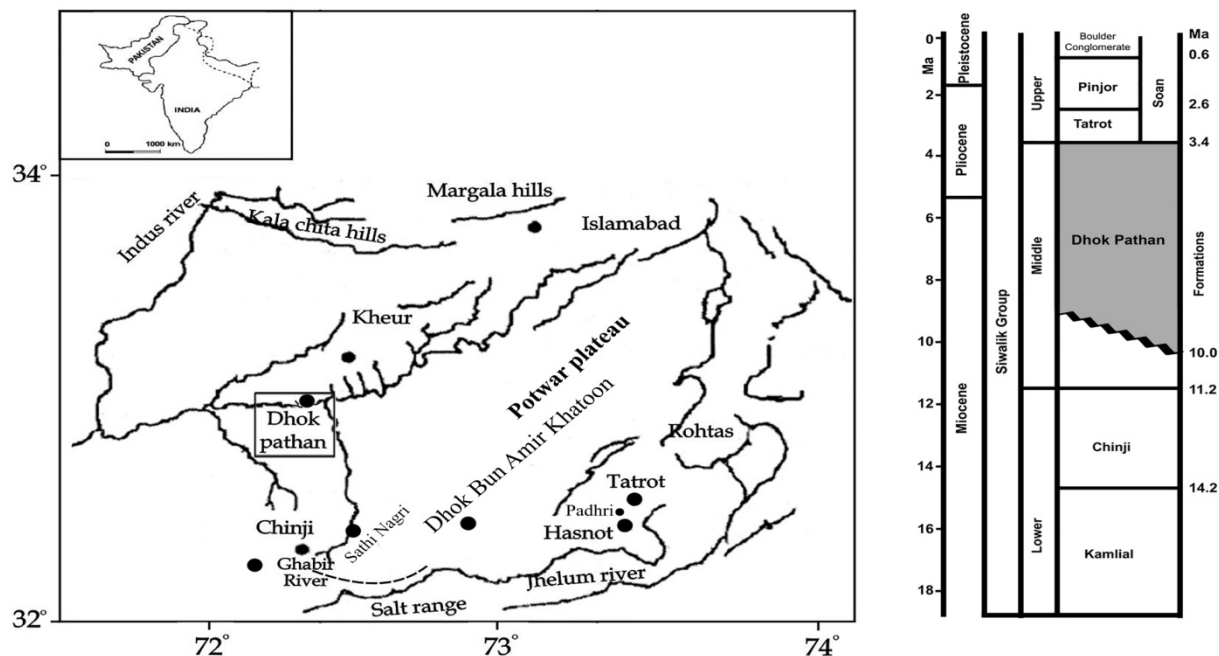 PAKISTAN
INDIA
0 1000 km
34°
32°
72°
73°
74°
Indus river
Kala chita hills
Margala hills
Islamabad
Kheur
Dhok
pathan
Potwar plateau
Dhok Bun Amir Khatoon
Rohtas
Tatrot
Padhri
Hasnot
Chinji
Sathi Nagri
Ghabir
River
Jhelum river
Salt range
Ma
0
2
4
6
8
10
12
14
16
18
Pleistocene
Pliocene
Miocene
Siwalik Group
Upper
Middle
Lower
Boulder
Conglomerate
Pinjor
Tatrot
Soan
Dhok Pathan
Chinji
Kamlial
Formations
Ma
0.6
2.6
3.4
10.0
11.2
14.2